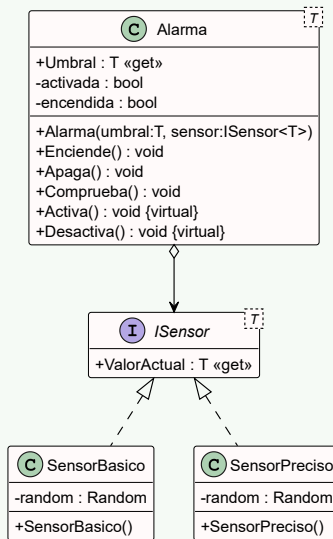 C Alarma T
+Umbral : T «get»
-activada : bool
-encendida : bool
+Alarma(umbral:T, sensor:ISensor<T>)
+Enciende() : void
+Apaga() : void
+Comprueba() : void
+Activa() : void {virtual}
+Desactiva() : void {virtual}
I ISensor T
+ValorActual : T «get»
C SensorBasico
-random : Random
+SensorBasico()
C SensorPreciso
-random : Random
+SensorPreciso()